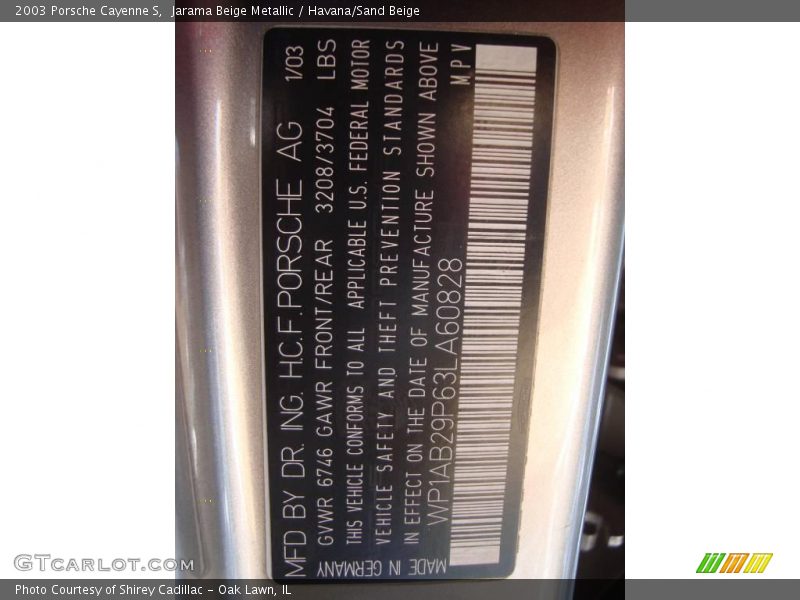 2003 Porsche Cayenne S,  Jarama Beige Metallic / Havana/Sand Beige
MFD BY DR. ING. H.C.F. PORSCHE AG 1/03
GVWR 6746 GAWR FRONT/REAR 3208/3704 LBS
THIS VEHICLE CONFORMS TO ALL APPLICABLE U.S. FEDERAL MOTOR
VEHICLE SAFETY AND THEFT PREVENTION STANDARDS
IN EFFECT ON THE DATE OF MANUFACTURE SHOWN ABOVE
WP1AB29P63LA60828 MPV
MADE IN GERMANY
GTCarLot.com
Photo Courtesy of Shirey Cadillac - Oak Lawn, IL